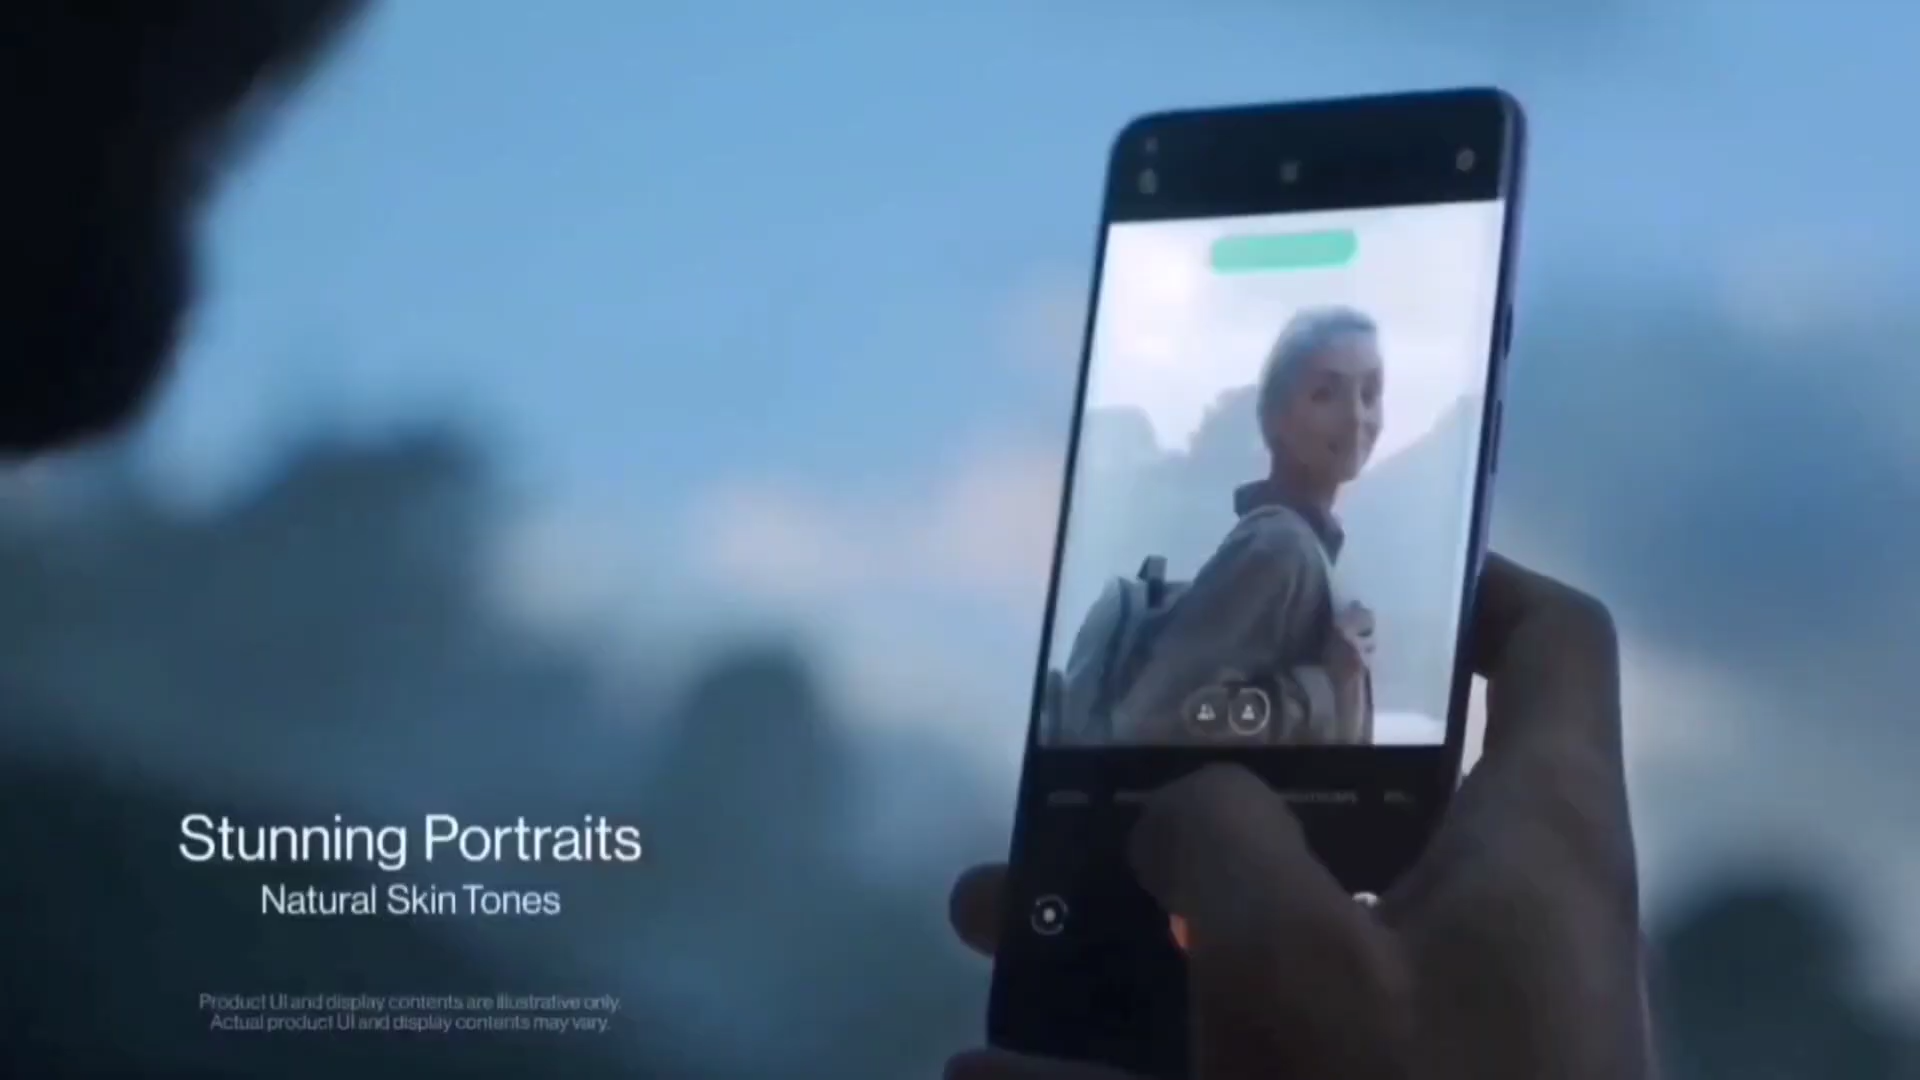 Stunning Portraits
Natural Skin Tones
Product UI and display contents are illustrative only.
Actual product UI and display contents may vary.